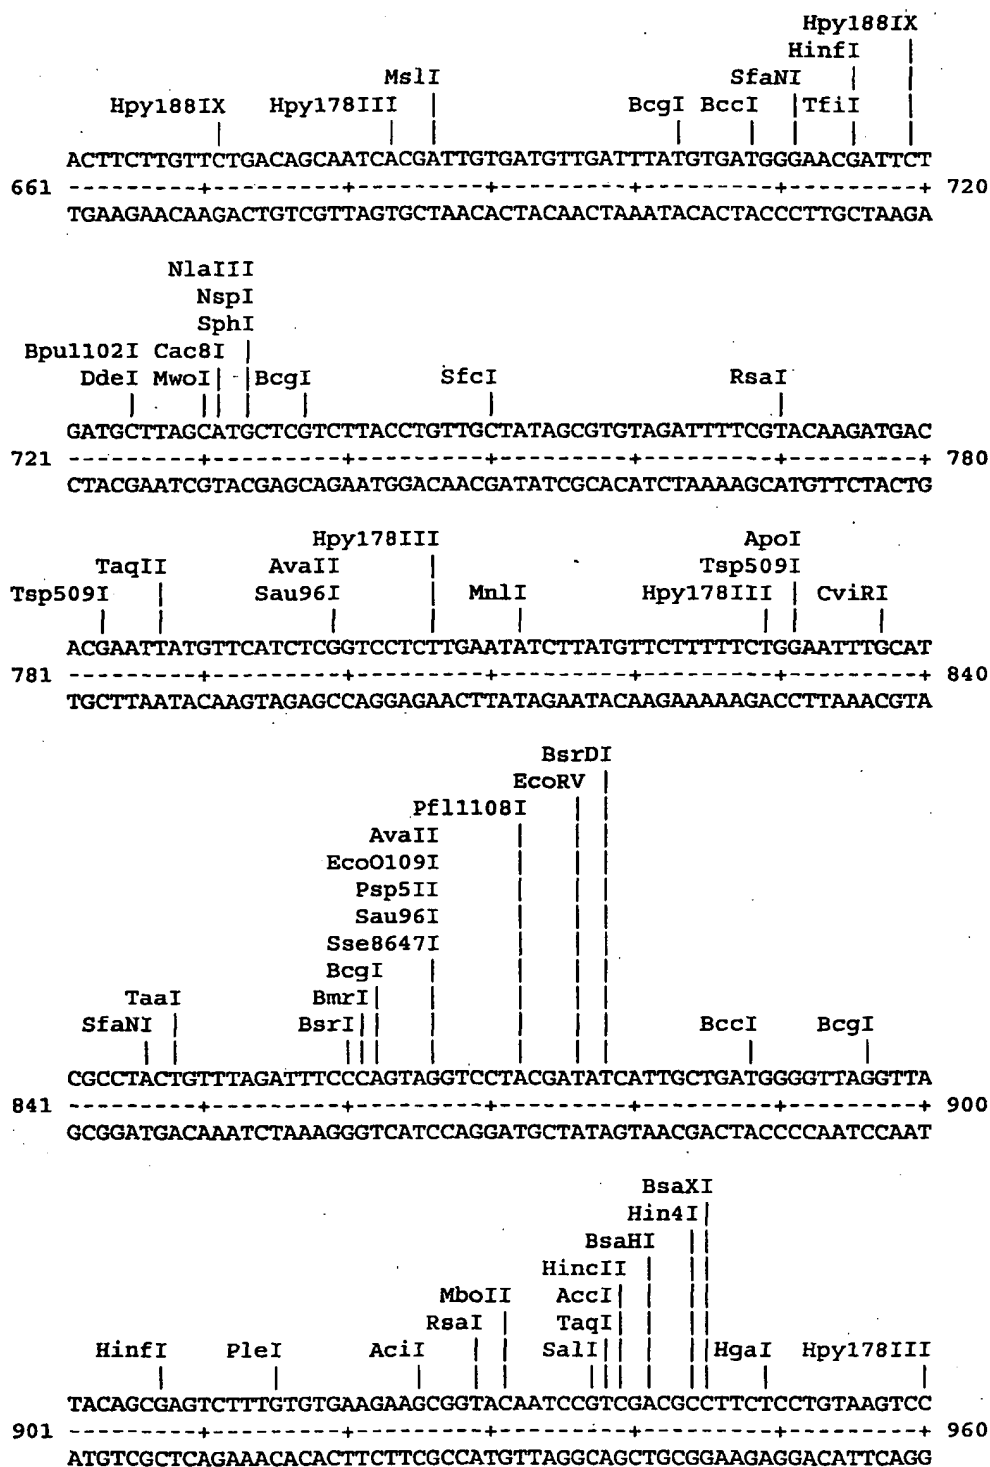 Hpy188IX
HinfI |
MslI SfaNI | |
Hpy188IX Hpy178III | BcgI BccI | TfiI | |
ACTTCTTGTTCTGACAGCAATCACGATTGTGATGTTGATTTATGTGATGGGAACGATTCT
661 ---------+---------+---------+---------+---------+---------+ 720
TGAAGAACAAGACTGTCGTTAGTGCTAACACTACAACTAAATACACTACCCTTGCTAAGA
NlaIII
NspI
SphI
Bpu1102I Cac8I |
DdeI MwoI| | BcgI SfcI RsaI
GATGCTTAGCATGCTCGTCTTACCTGTTGCTATAGCGTGTAGATTTTCGTACAAGATGAC
721 ---------+---------+---------+---------+---------+---------+ 780
CTACGAATCGTACGAGCAGAATGGACAACGATATCGCACATCTAAAAGCATGTTCTACTG
Hpy178III ApoI
TaqII AvaII | Tsp509I
Tsp509I | Sau96I | MnlI Hpy178III | CviRI
ACGAATTATGTTCATCTCGGTCCTCTTGAATATCTTATGTTCTTTTTCTGGAATTTGCAT
781 ---------+---------+---------+---------+---------+---------+ 840
TGCTTAATACAAGTAGAGCCAGGAGAACTTATAGAATACAAGAAAAAGACCTTAAACGTA
BsrDI
EcoRV |
Pfl1108I | |
AvaII | | |
EcoO109I | | |
Psp5II | | |
Sau96I | | |
Sse8647I | | |
BcgI | | | |
TaaI BmrI| | | | |
SfaNI | BsrI || | | | | BccI BcgI
CGCCTACTGTTTAGATTTCCCAGTAGGTCCTACGATATCATTGCTGATGGGGTTAGGTTA
841 ---------+---------+---------+---------+---------+---------+ 900
GCGGATGACAAATCTAAAGGGTCATCCAGGATGCTATAGTAACGACTACCCCAATCCAAT
BsaXI
Hin4I |
BsaHI ||
HincII | ||
MboII AccI| | ||
RsaI | TaqI|| | ||
HinfI PleI AciI | | SalI ||| | || HgaI Hpy178III
TACAGCGAGTCTTTGTGTGAAGAAGCGGTACAATCCGTCGACGCCTTCTCCTGTAAGTCC
901 ---------+---------+---------+---------+---------+---------+ 960
ATGTCGCTCAGAAACACACTTCTTCGCCATGTTAGGCAGCTGCGGAAGAGGACATTCAGG